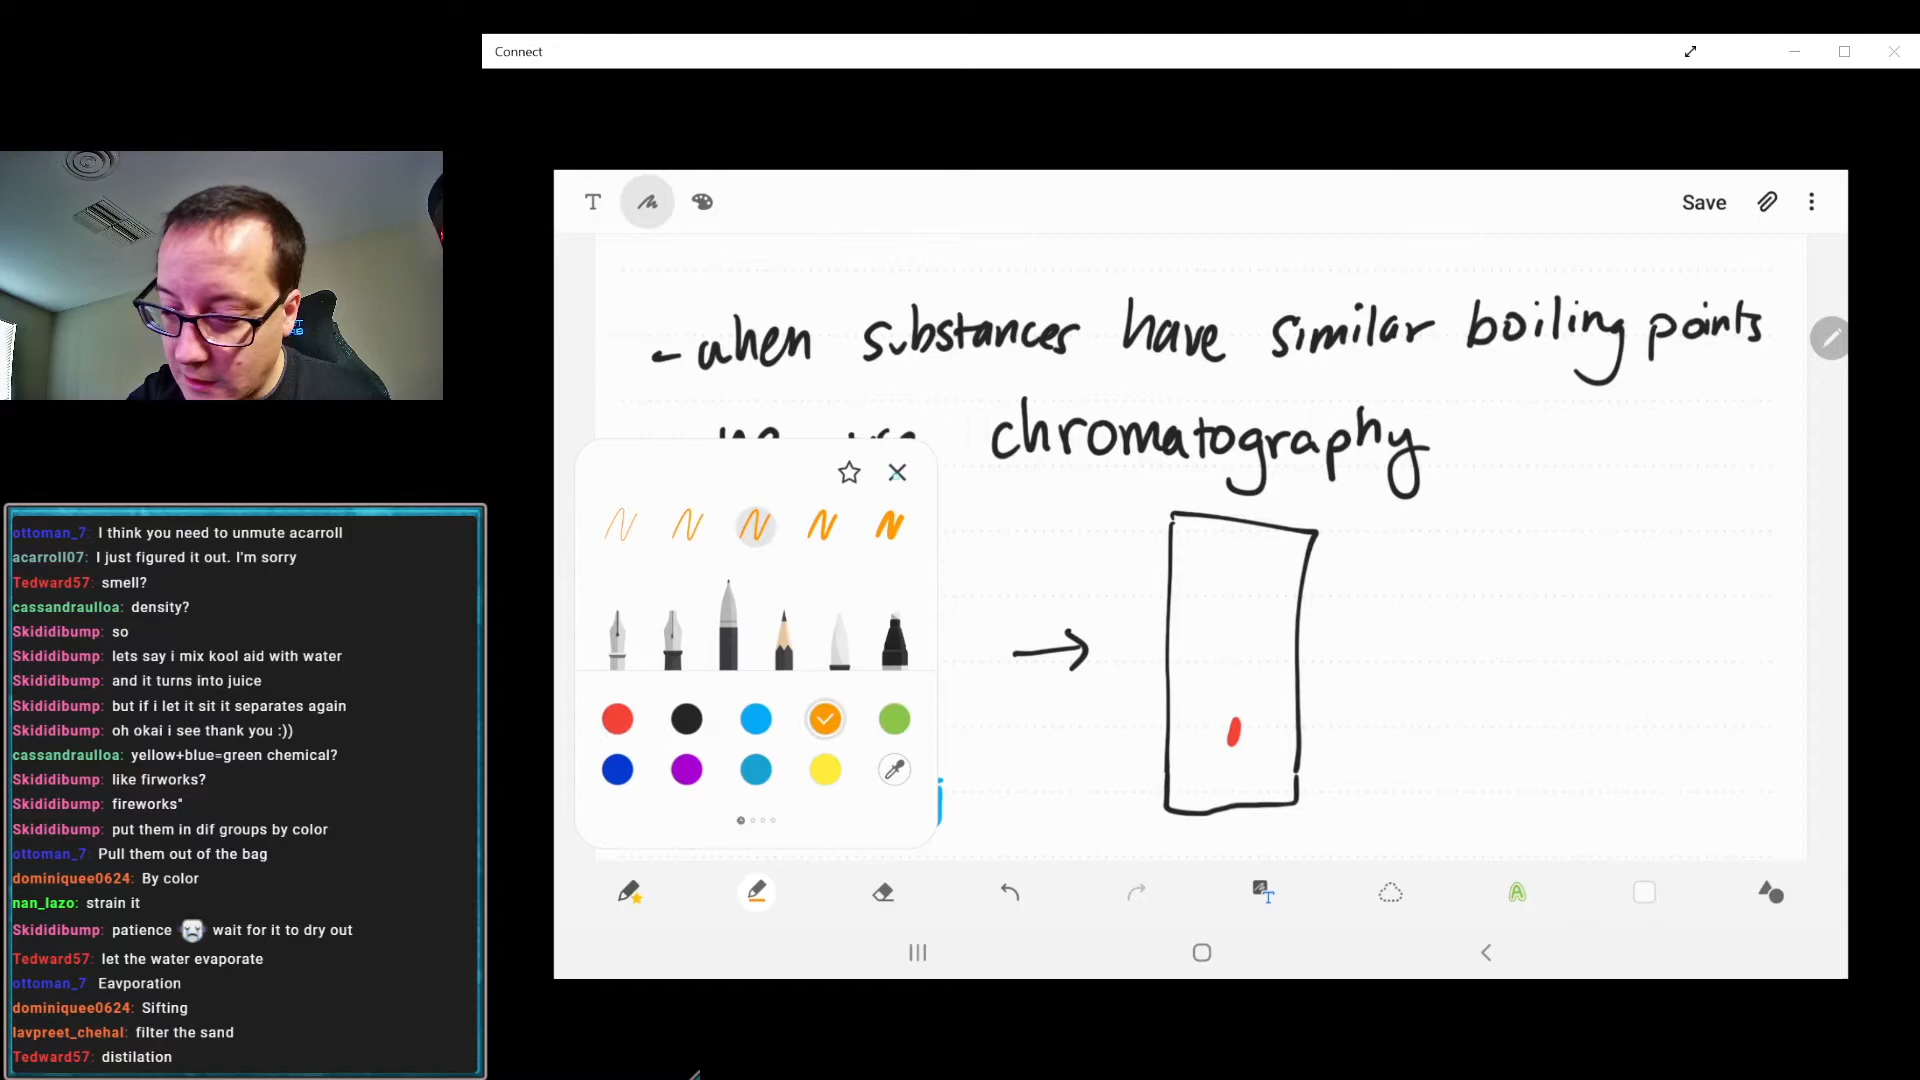 Connect
Save
- when substances have similar boiling points
chromatography
ottoman_7: I think you need to unmute acarroll
acarroll07: I just figured it out. I'm sorry
Tedward57: smell?
cassandraulloa: density?
Skididibump: so
Skididibump: lets say i mix kool aid with water
Skididibump: and it turns into juice
Skididibump: but if i let it sit it separates again
Skididibump: oh okai i see thank you :))
cassandraulloa: yellow+blue=green chemical?
Skididibump: like firworks?
Skididibump: fireworks"
Skididibump: put them in dif groups by color
ottoman_7: Pull them out of the bag
dominiquee0624: By color
nan_lazo: strain it
Skididibump: patience wait for it to dry out
Tedward57: let the water evaporate
ottoman_7: Eavporation
dominiquee0624: Sifting
lavpreet_chehal: filter the sand
Tedward57: distilation